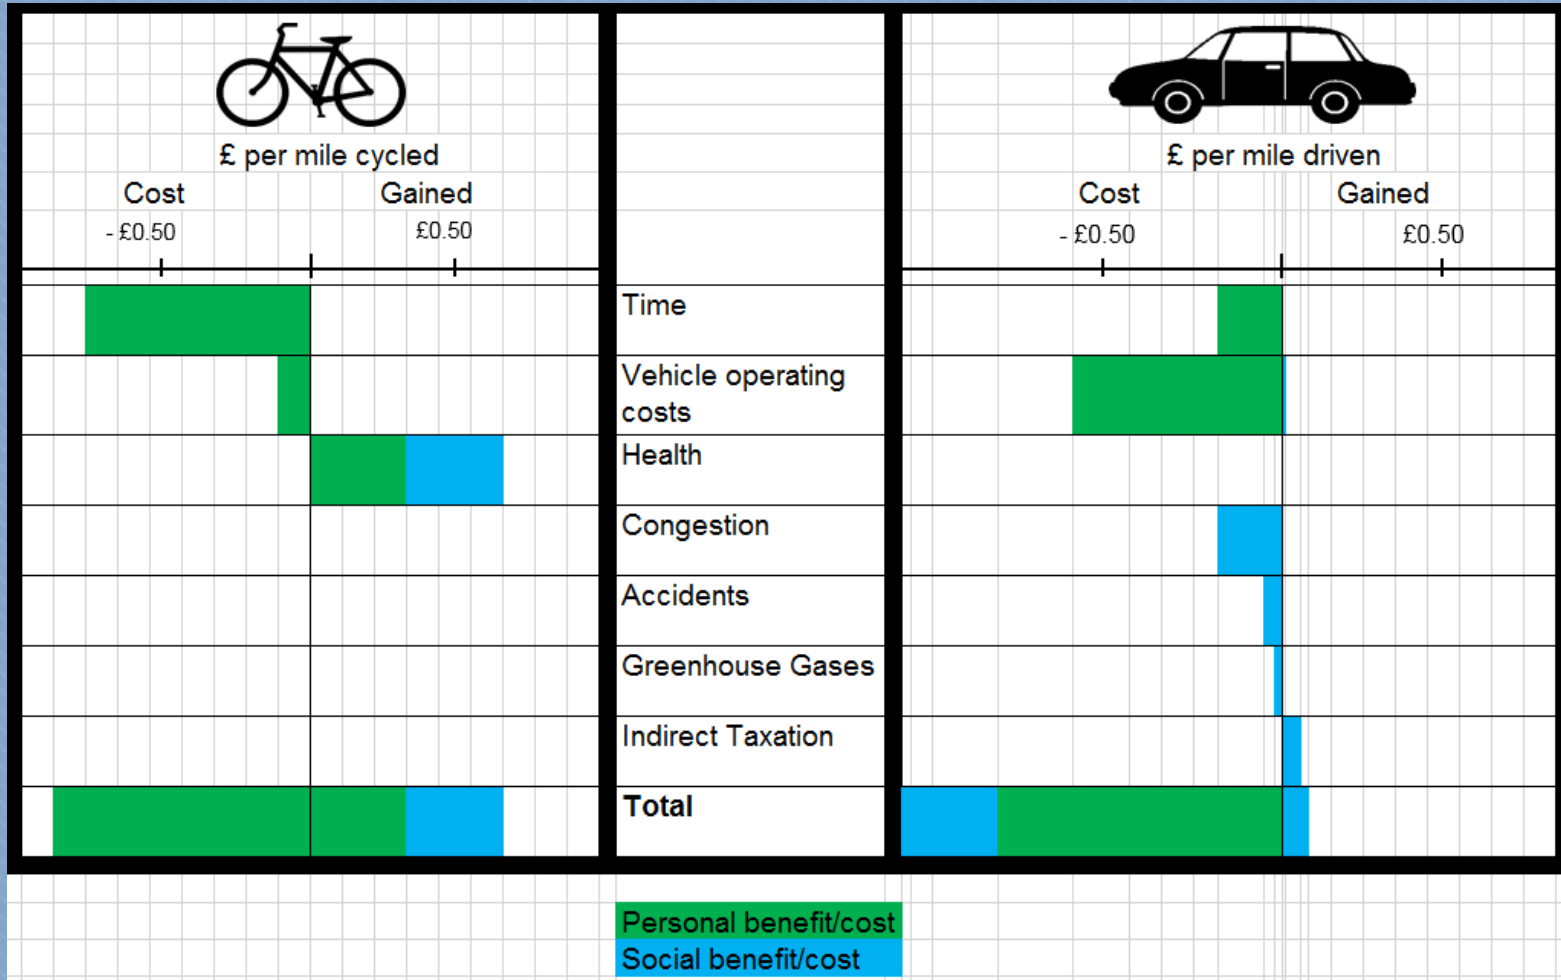 £ per mile cycled
Cost Gained
- £0.50 £0.50
£ per mile driven
Cost Gained
- £0.50 £0.50
Time
Vehicle operating
costs
Health
Congestion
Accidents
Greenhouse Gases
Indirect Taxation
Total
Personal benefit/cost
Social benefit/cost